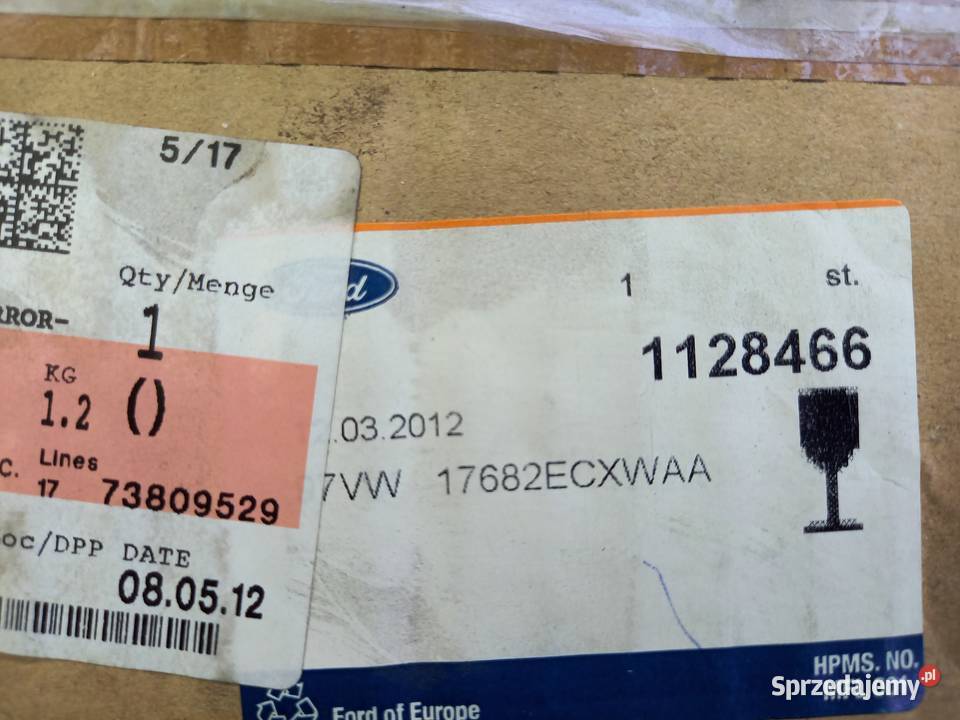 5/17
Qty/Menge
RROR-
1
KG
1.2 ()
C. Lines
17 73809529
oc/DPP DATE
08.05.12
1 st.
1128466
.03.2012
7VW 17682ECXWAA
HPMS. NO.
Ford of Europe
Sprzedajemy.pl